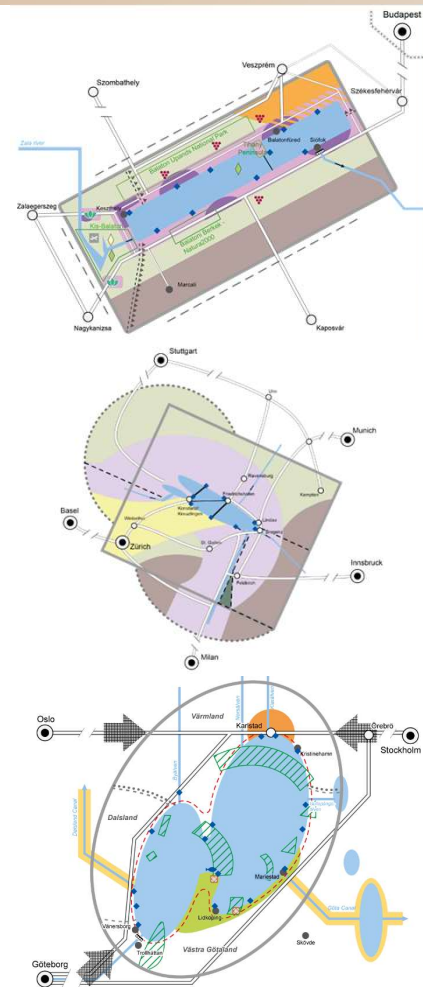 Budapest
Veszprém
Szombathely
Székesfehérvár
Balaton Uplands National Park
Zala river
Tihany
Peninsula
Balatonfüred
Siófok
Zalaegerszeg
Keszthely
Kis-Balaton
Balatoni Berkek -
Natura2000
Marcali
Nagykanizsa
Kaposvár
Stuttgart
Ulm
Munich
Ravensburg
Kempten
Friedrichshafen
Konstanz
Kreuzlingen
Basel
Winterthur
Lindau
Bregenz
Zürich
St. Gallen
Innsbruck
Feldkirch
Milan
Värmland
Oslo
Karlstad
Örebro
Stockholm
Kristinehamn
Byälven
Dalsland
Dalsland Canal
Mariestad
Lidköping
Göta Canal
Vänersborg
Trollhättan
Västra Götaland
Skövde
Göteborg